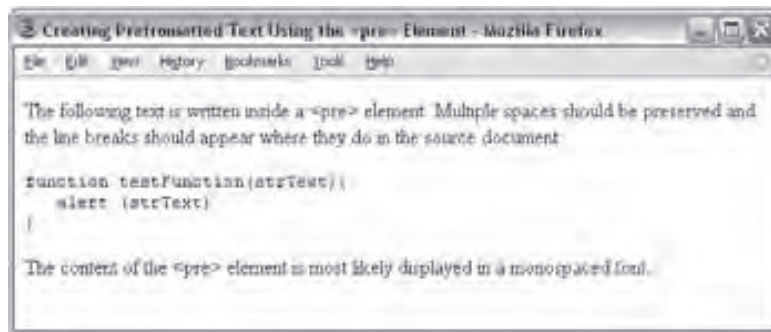 Creating Preformatted Text Using the <pre> Element - Mozilla Firefox
File Edit View History Bookmarks Tools Help
The following text is written inside a <pre> element. Multiple spaces should be preserved and
the line breaks should appear where they do in the source document.
function testFunction(strText){
   alert (strText)
}
The content of the <pre> element is most likely displayed in a monospaced font.